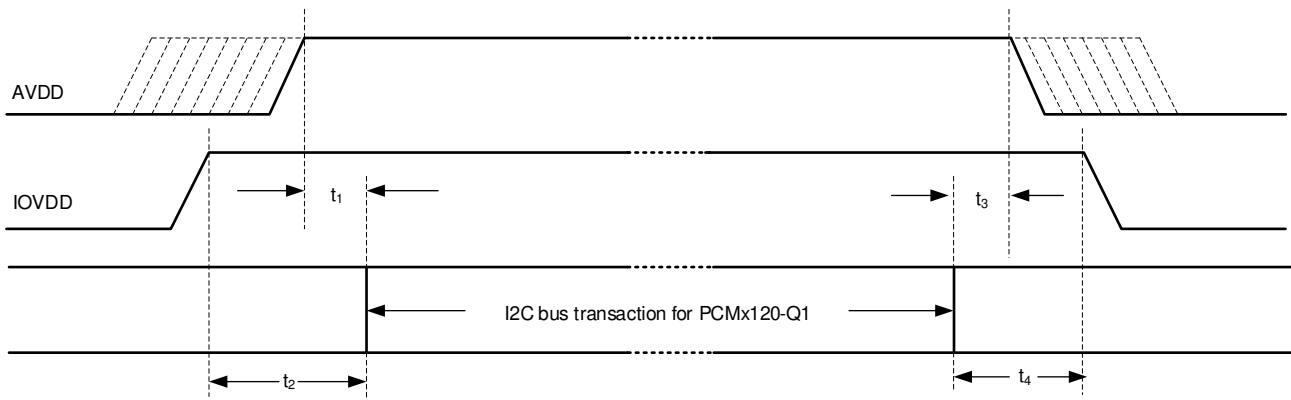 AVDD
IOVDD
t1
t3
I2C bus transaction for PCMx120-Q1
t2
t4